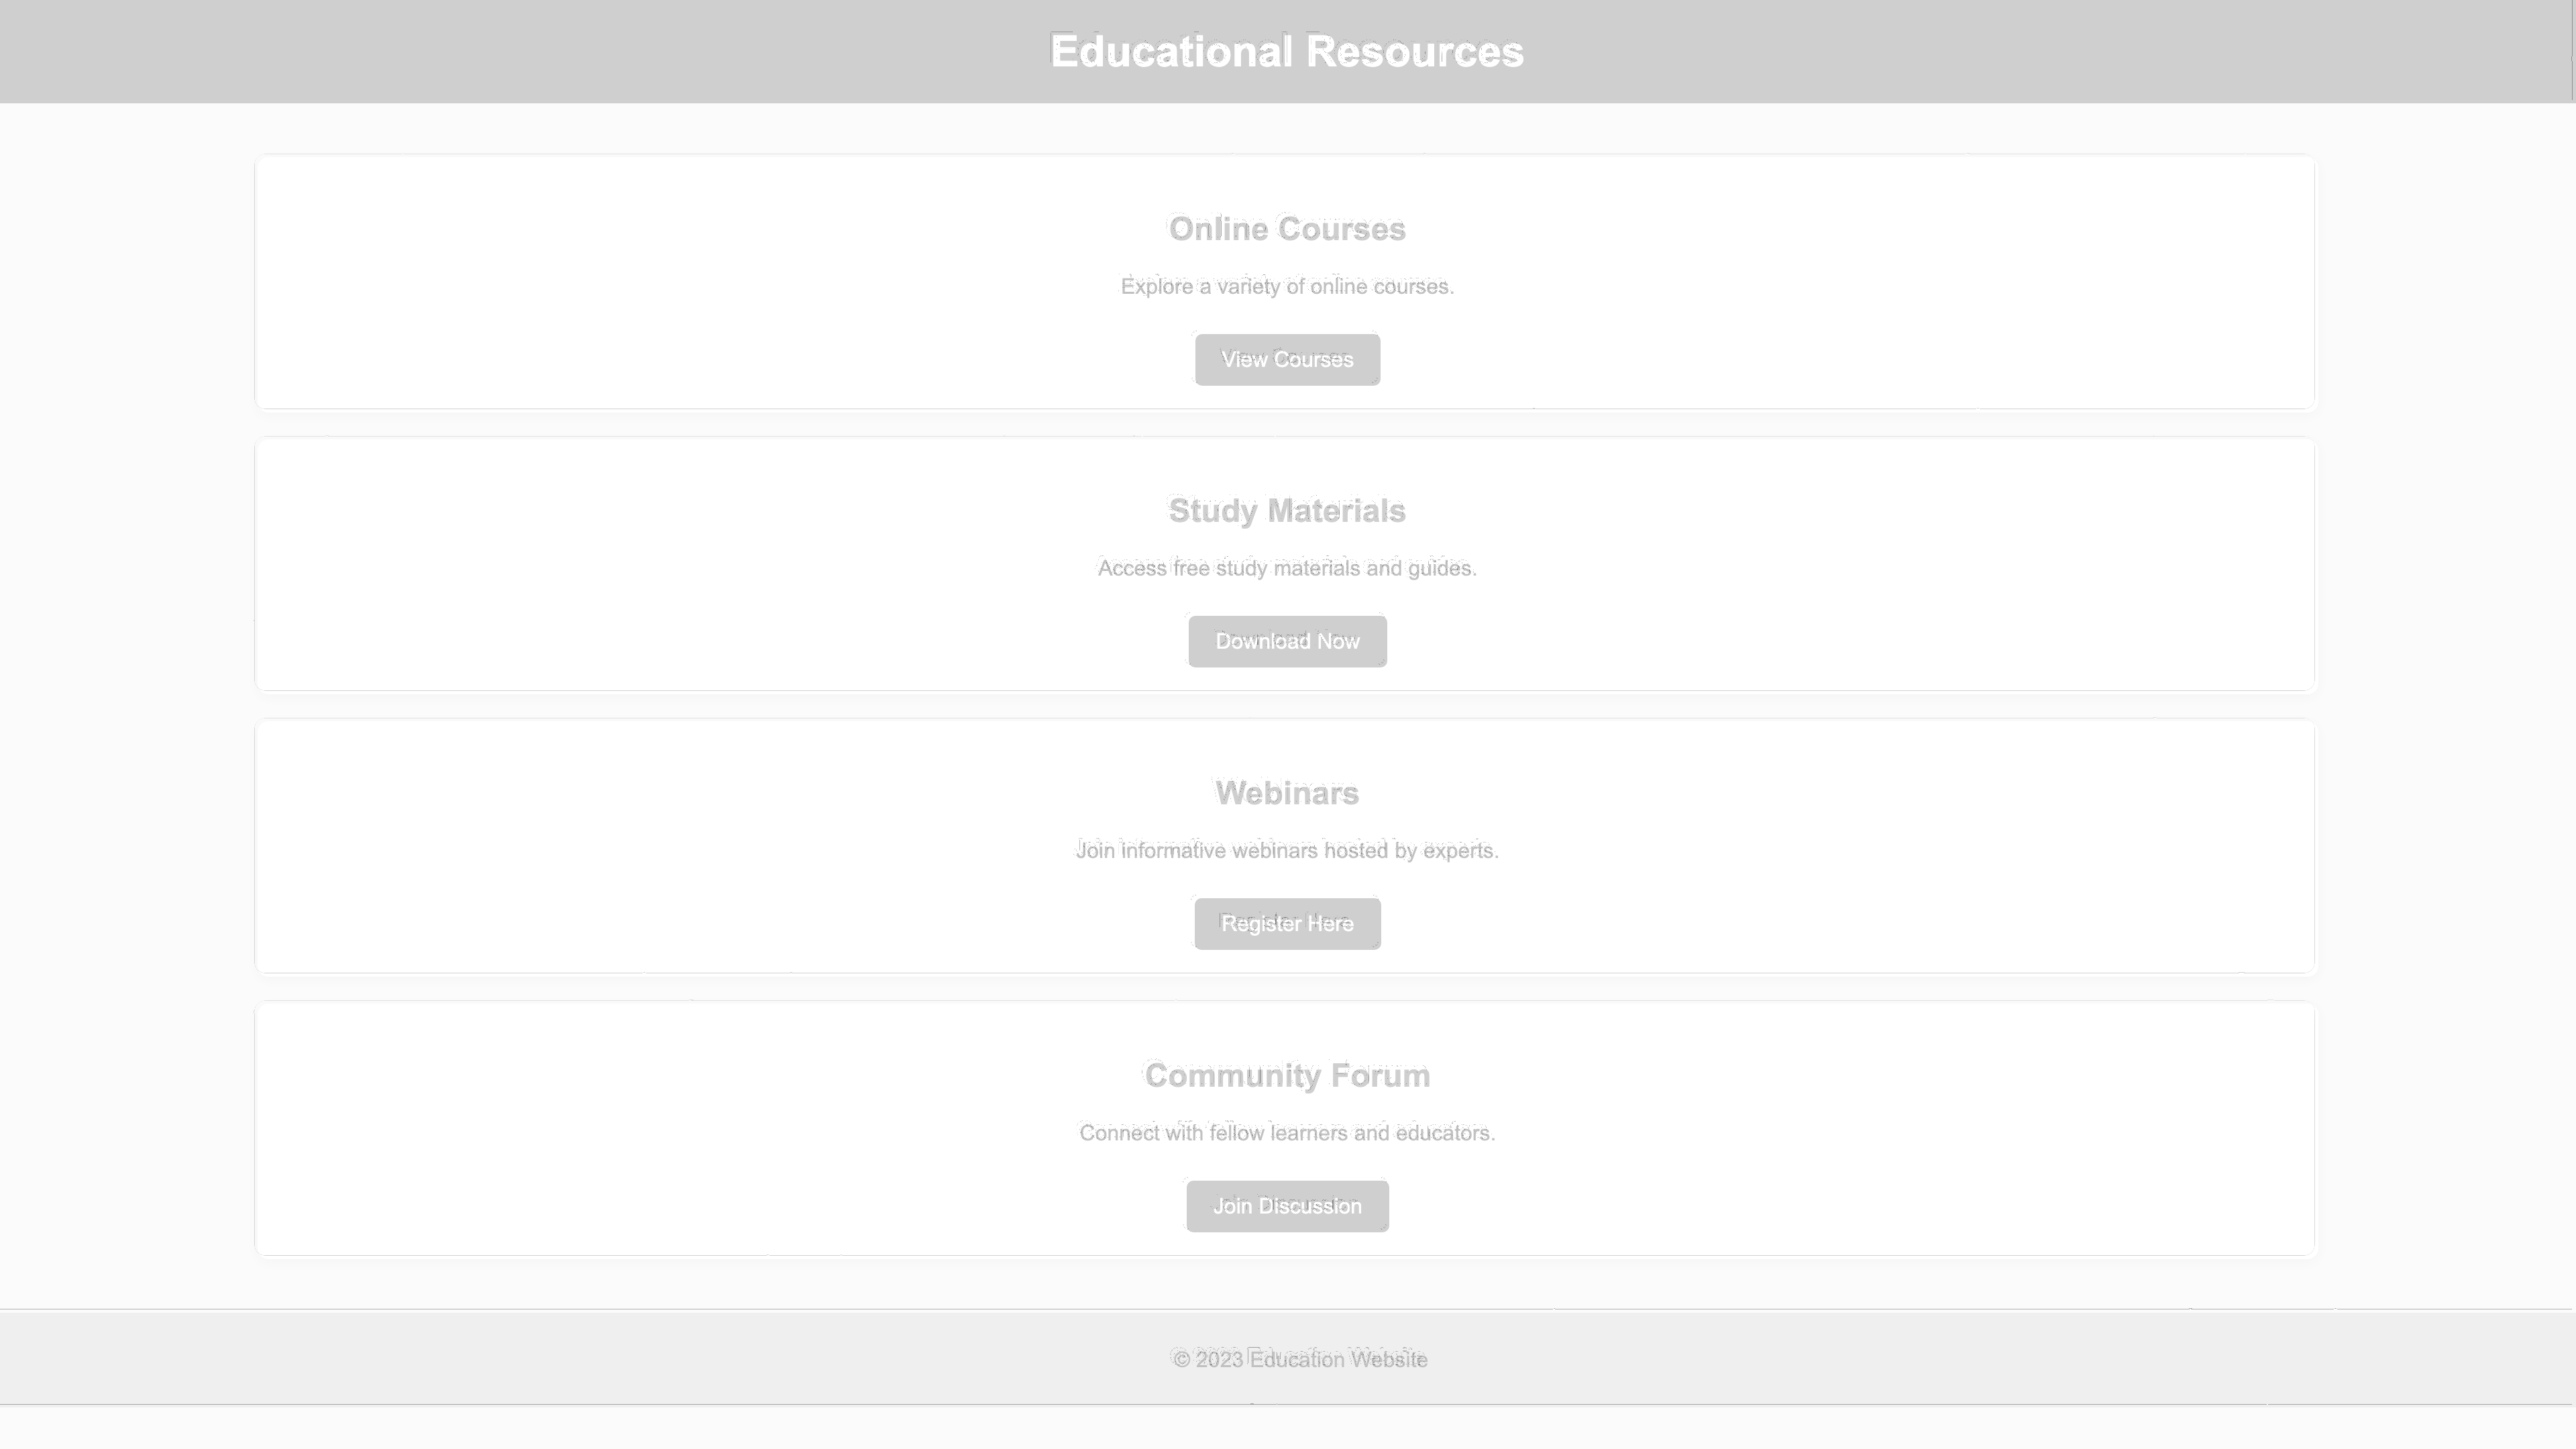 Educational Resources
Online Courses
Explore a variety of online courses.
View Courses
Study Materials
Access free study materials and guides.
Download Now
Webinars
Join informative webinars hosted by experts.
Register Here
Community Forum
Connect with fellow learners and educators.
Join Discussion
© 2023 Education Website